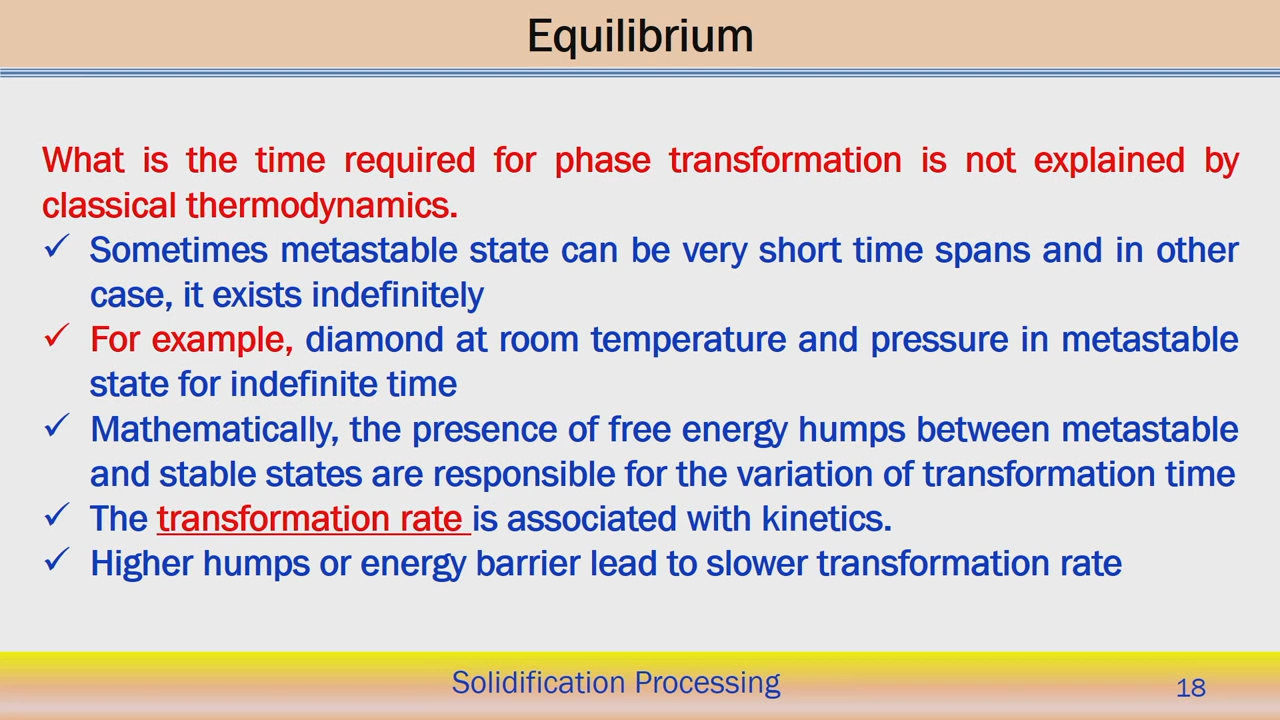 Equilibrium
What is the time required for phase transformation is not explained by
classical thermodynamics.
✓ Sometimes metastable state can be very short time spans and in other
case, it exists indefinitely
✓ For example, diamond at room temperature and pressure in metastable
state for indefinite time
✓ Mathematically, the presence of free energy humps between metastable
and stable states are responsible for the variation of transformation time
✓ The transformation rate is associated with kinetics.
✓ Higher humps or energy barrier lead to slower transformation rate
Solidification Processing
18